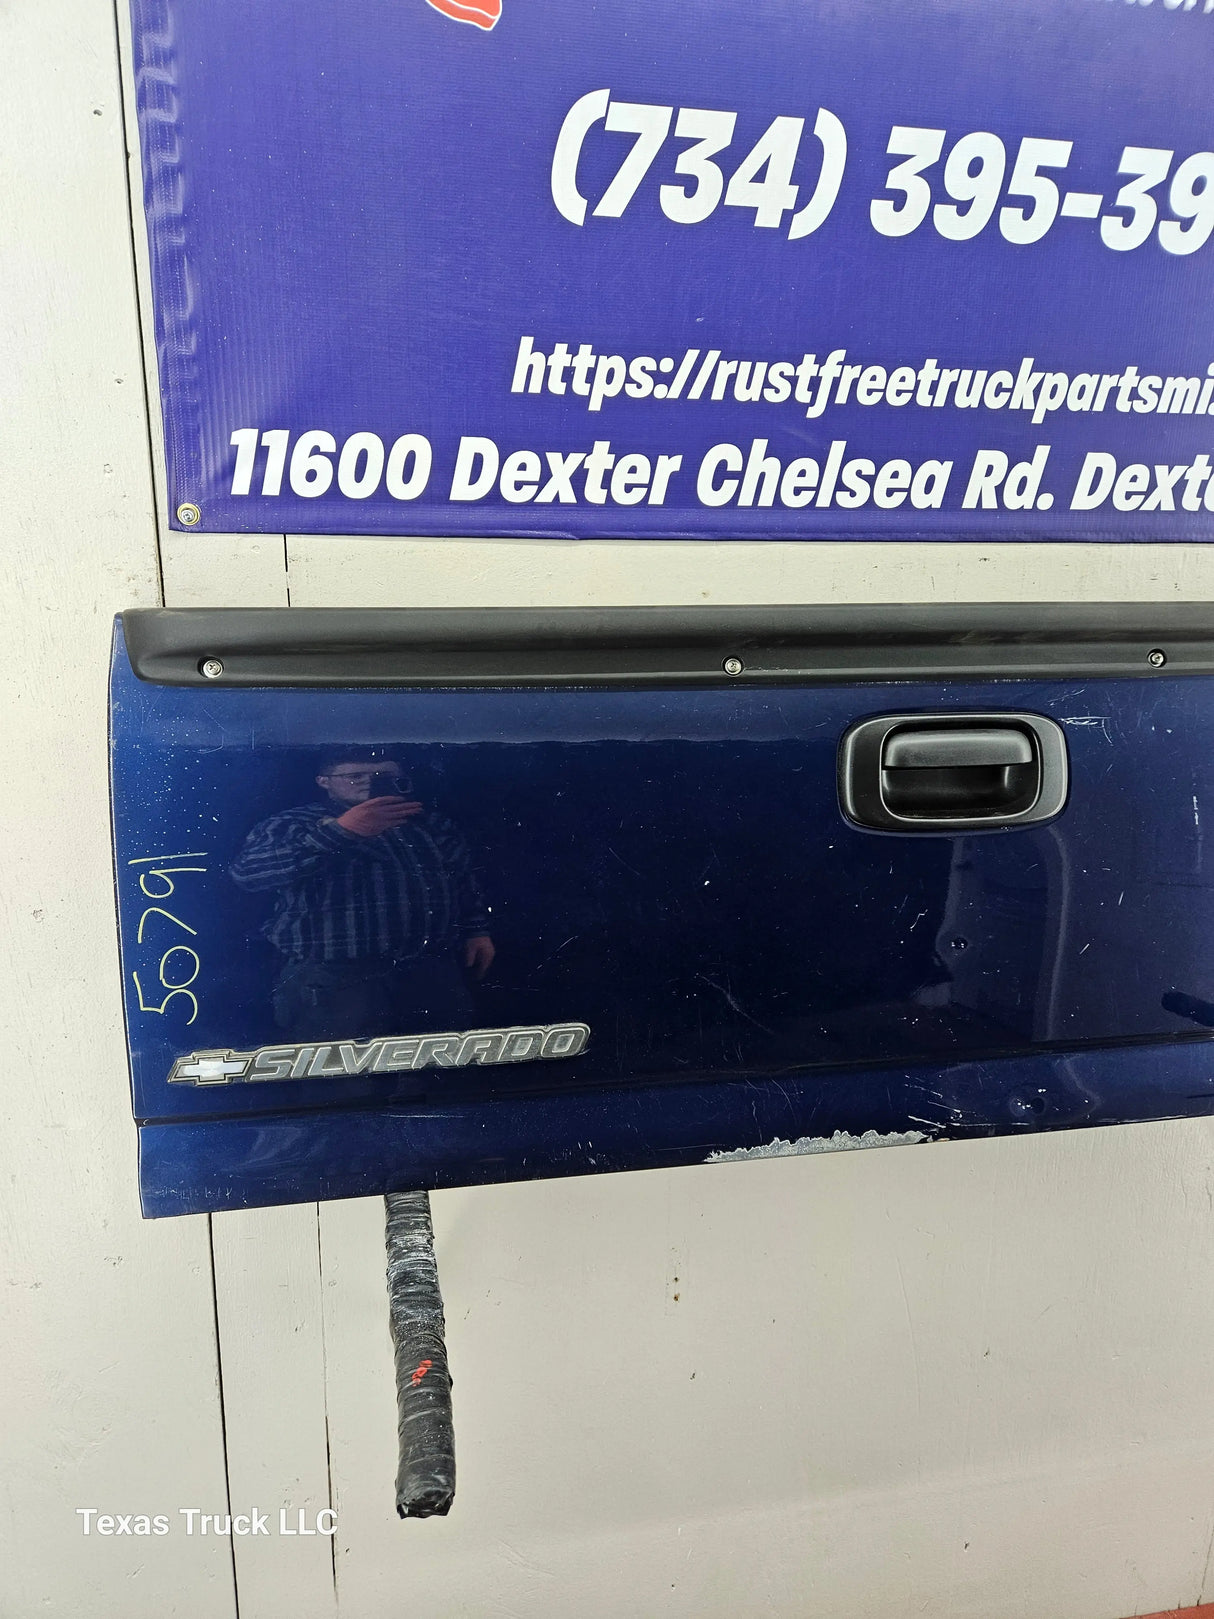 (734) 395-39
https://rustfreetruckpartsmi
11600 Dexter Chelsea Rd. Dext
50791
SILVERADO
Texas Truck LLC